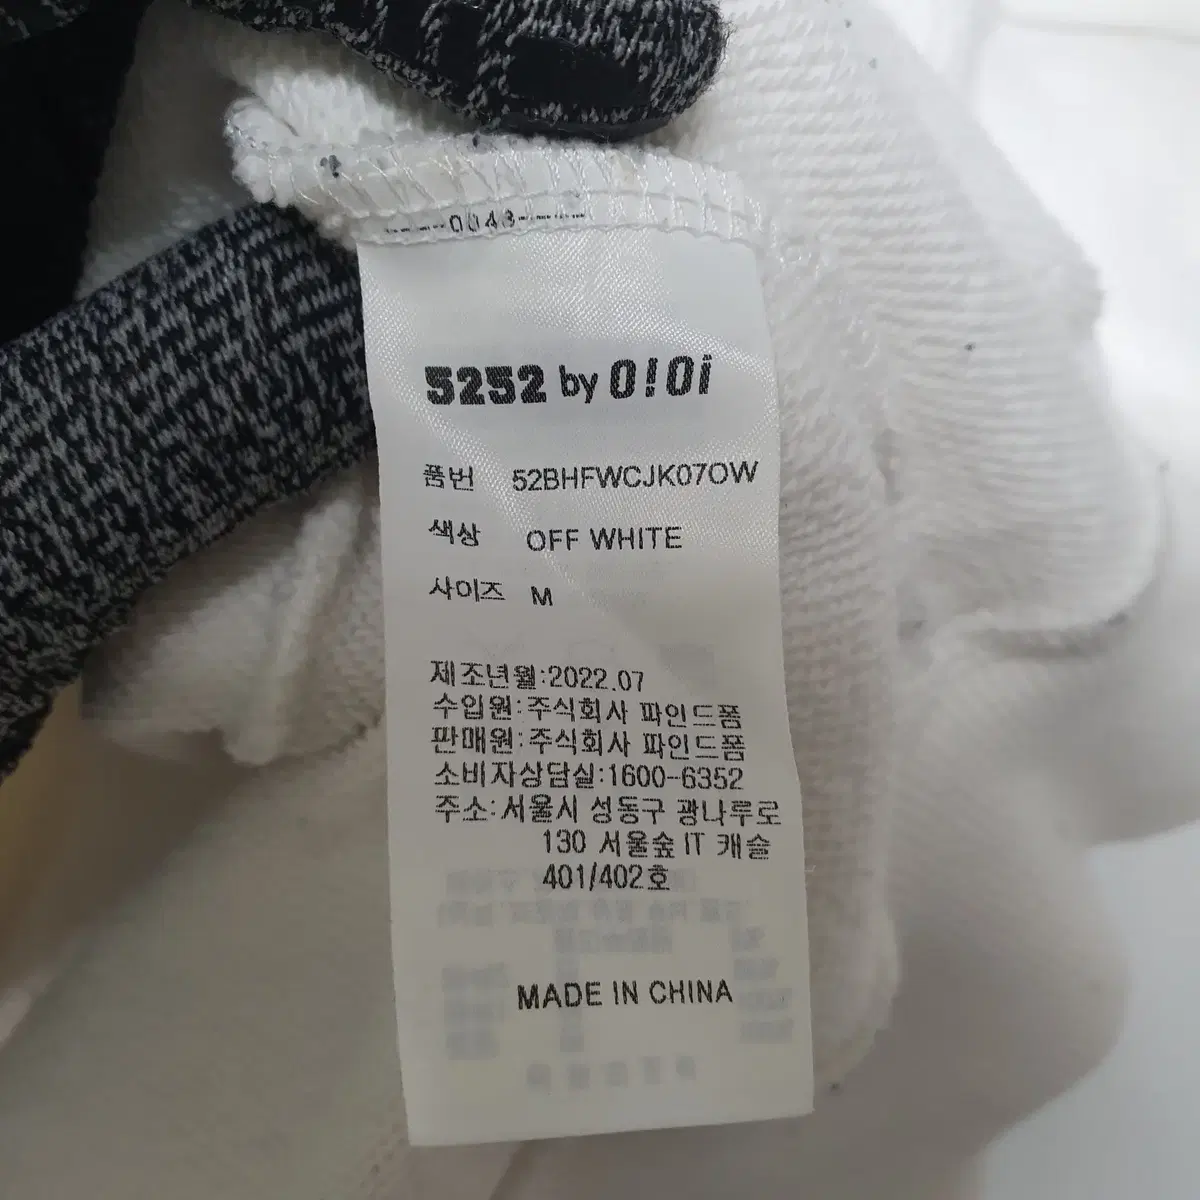 0043
5252 by O!Oi
품번 52BHFWCJK07OW
색상 OFF WHITE
사이즈 M
제조년월:2022.07
수입원:주식회사 파인드폼
판매원:주식회사 파인드폼
소비자상담실:1600-6352
주소:서울시 성동구 광나루로
130 서울숲 IT 캐슬
401/402호
MADE IN CHINA